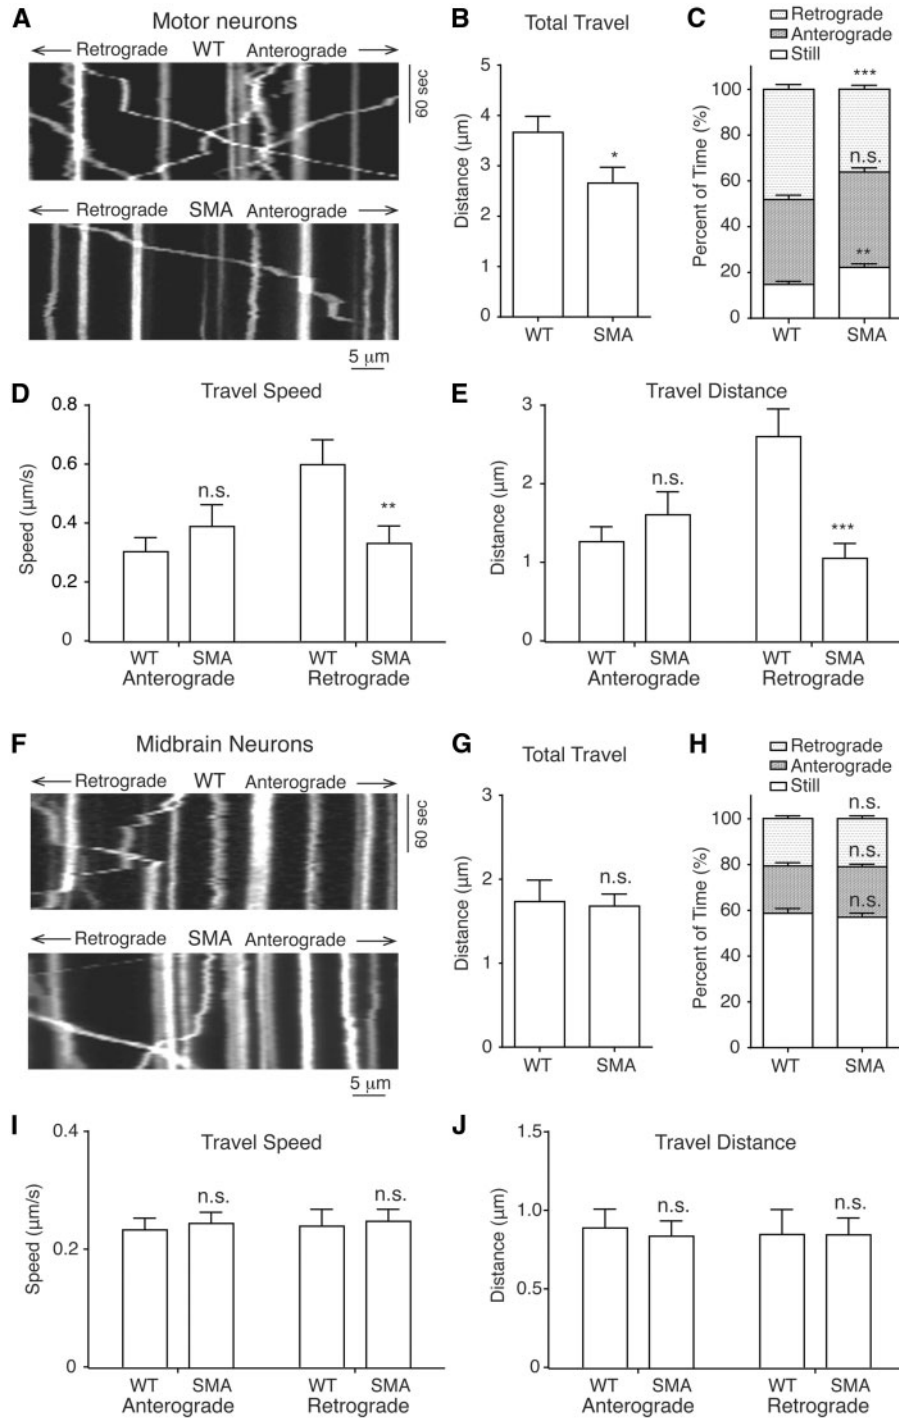 A
Motor neurons
← Retrograde WT Anterograde →
60 sec
← Retrograde SMA Anterograde →
5 μm
B
Total Travel
Distance (μm)
5
4
3
2
1
0
*
WT SMA
C
Retrograde
Anterograde
Still
Percent of Time (%)
100
80
60
40
20
0
***
n.s.
**
WT SMA
D
Travel Speed
Speed (μm/s)
0.8
0.6
0.4
0.2
0
n.s.
**
WT SMA WT SMA
Anterograde Retrograde
E
Travel Distance
Distance (μm)
3
2
1
0
n.s.
***
WT SMA WT SMA
Anterograde Retrograde
F
Midbrain Neurons
← Retrograde WT Anterograde →
60 sec
← Retrograde SMA Anterograde →
5 μm
G
Total Travel
Distance (μm)
3
2
1
0
n.s.
WT SMA
H
Retrograde
Anterograde
Still
Percent of Time (%)
100
80
60
40
20
0
n.s.
n.s.
n.s.
WT SMA
I
Travel Speed
Speed (μm/s)
0.4
0.2
0
n.s.
n.s.
WT SMA WT SMA
Anterograde Retrograde
J
Travel Distance
Distance (μm)
1.5
1.0
0.5
0
n.s.
n.s.
WT SMA WT SMA
Anterograde Retrograde